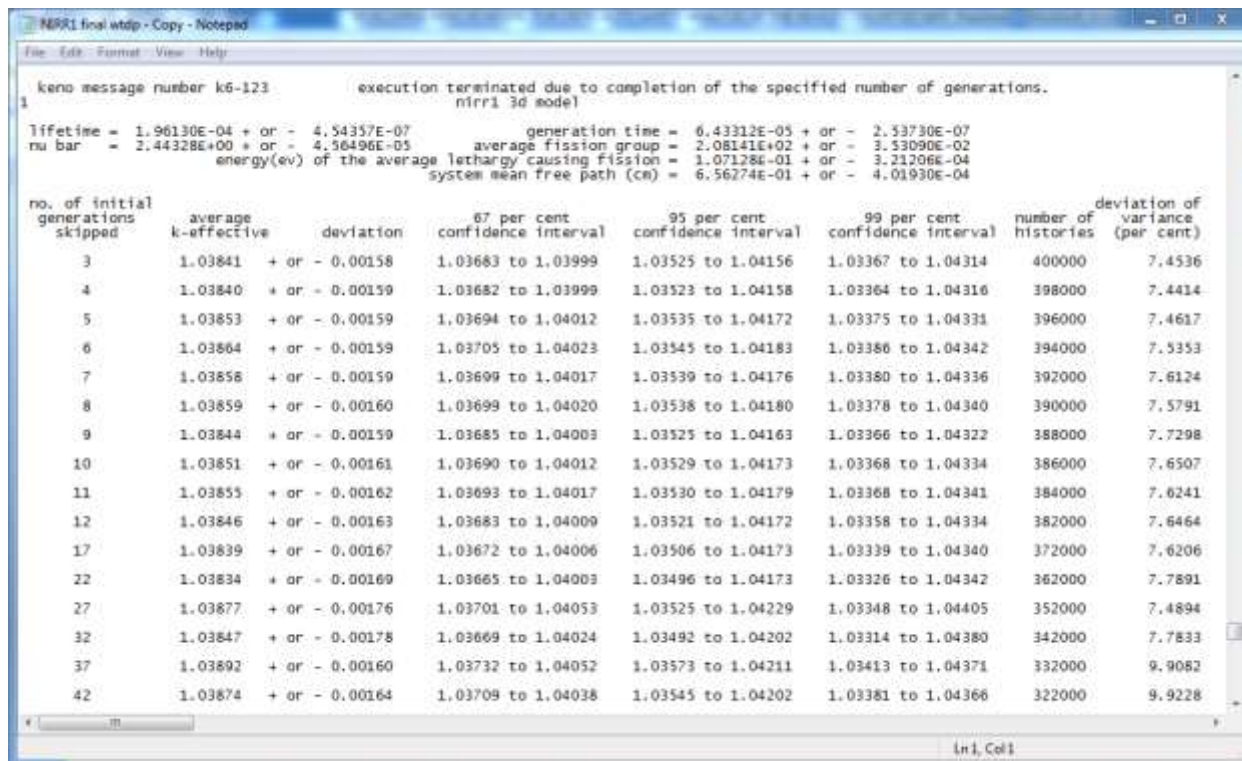 NIRR1 final wtdp - Copy - Notepad
File Edit Format View Help
keno message number k6-123 execution terminated due to completion of the specified number of generations.
1 nirr1 3d model
lifetime = 1.96130E-04 + or - 4.54357E-07 generation time = 6.43312E-05 + or - 2.53730E-07
nu bar = 2.44328E+00 + or - 4.56496E-05 average fission group = 2.08141E+02 + or - 3.53090E-02
energy(ev) of the average lethargy causing fission = 1.07128E-01 + or - 3.21206E-04
system mean free path (cm) = 6.56274E-01 + or - 4.01930E-04
no. of initial deviation of
generations average 67 per cent 95 per cent 99 per cent number of variance
skipped k-effective deviation confidence interval confidence interval confidence interval histories (per cent)
3 1.03841 + or - 0.00158 1.03683 to 1.03999 1.03525 to 1.04156 1.03367 to 1.04314 400000 7.4536
4 1.03840 + or - 0.00159 1.03682 to 1.03999 1.03523 to 1.04158 1.03364 to 1.04316 398000 7.4414
5 1.03853 + or - 0.00159 1.03694 to 1.04012 1.03535 to 1.04172 1.03375 to 1.04331 396000 7.4617
6 1.03864 + or - 0.00159 1.03705 to 1.04023 1.03545 to 1.04183 1.03386 to 1.04342 394000 7.5353
7 1.03858 + or - 0.00159 1.03699 to 1.04017 1.03539 to 1.04176 1.03380 to 1.04336 392000 7.6124
8 1.03859 + or - 0.00160 1.03699 to 1.04020 1.03538 to 1.04180 1.03378 to 1.04340 390000 7.5791
9 1.03844 + or - 0.00159 1.03685 to 1.04003 1.03525 to 1.04163 1.03366 to 1.04322 388000 7.7298
10 1.03851 + or - 0.00161 1.03690 to 1.04012 1.03529 to 1.04173 1.03368 to 1.04334 386000 7.6507
11 1.03855 + or - 0.00162 1.03693 to 1.04017 1.03530 to 1.04179 1.03368 to 1.04341 384000 7.6241
12 1.03846 + or - 0.00163 1.03683 to 1.04009 1.03521 to 1.04172 1.03358 to 1.04334 382000 7.6464
17 1.03839 + or - 0.00167 1.03672 to 1.04006 1.03506 to 1.04173 1.03339 to 1.04340 372000 7.6206
22 1.03834 + or - 0.00169 1.03665 to 1.04003 1.03496 to 1.04173 1.03326 to 1.04342 362000 7.7891
27 1.03877 + or - 0.00176 1.03701 to 1.04053 1.03525 to 1.04229 1.03348 to 1.04405 352000 7.4894
32 1.03847 + or - 0.00178 1.03669 to 1.04024 1.03492 to 1.04202 1.03314 to 1.04380 342000 7.7833
37 1.03892 + or - 0.00160 1.03732 to 1.04052 1.03573 to 1.04211 1.03413 to 1.04371 332000 9.9082
42 1.03874 + or - 0.00164 1.03709 to 1.04038 1.03545 to 1.04202 1.03381 to 1.04366 322000 9.9228
Ln 1, Col 1